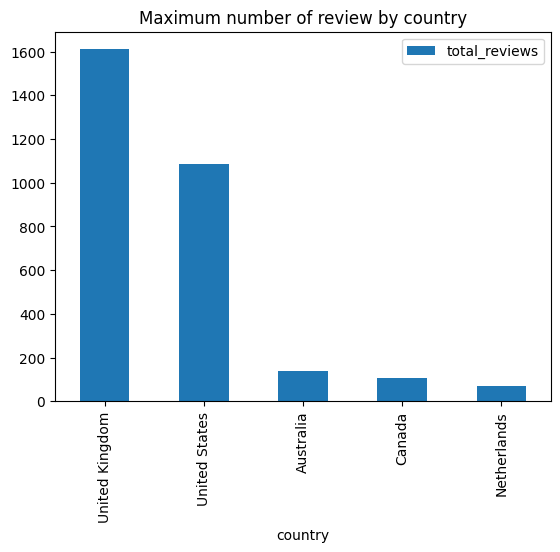 Maximum number of review by country
total_reviews
1600
1400
1200
1000
800
600
400
200
0
United Kingdom
United States
Australia
Canada
Netherlands
country